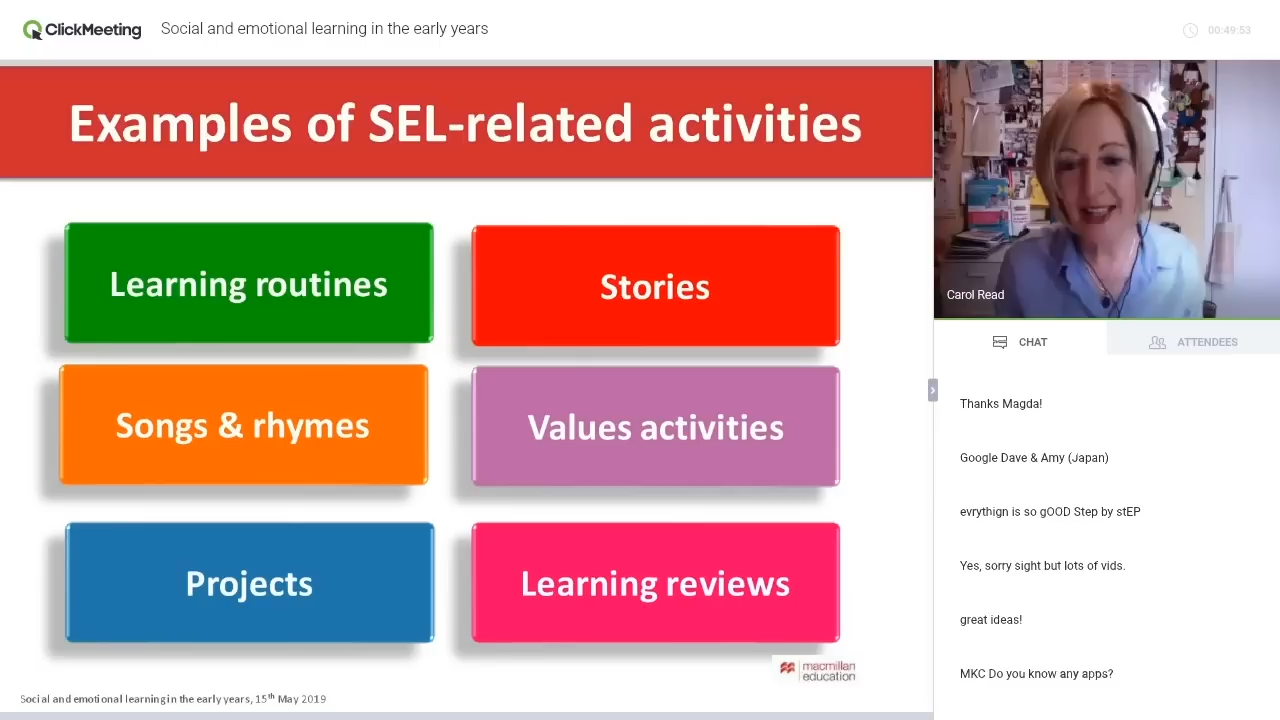 ClickMeeting
Social and emotional learning in the early years
00:49:53
Examples of SEL-related activities
Learning routines
Stories
Songs & rhymes
Values activities
Projects
Learning reviews
macmillan
education
Social and emotional learning in the early years, 15th May 2019
Carol Read
CHAT
ATTENDEES
Thanks Magda!
Google Dave & Amy (Japan)
evrythign is so gOOD Step by stEP
Yes, sorry sight but lots of vids.
great ideas!
MKC Do you know any apps?